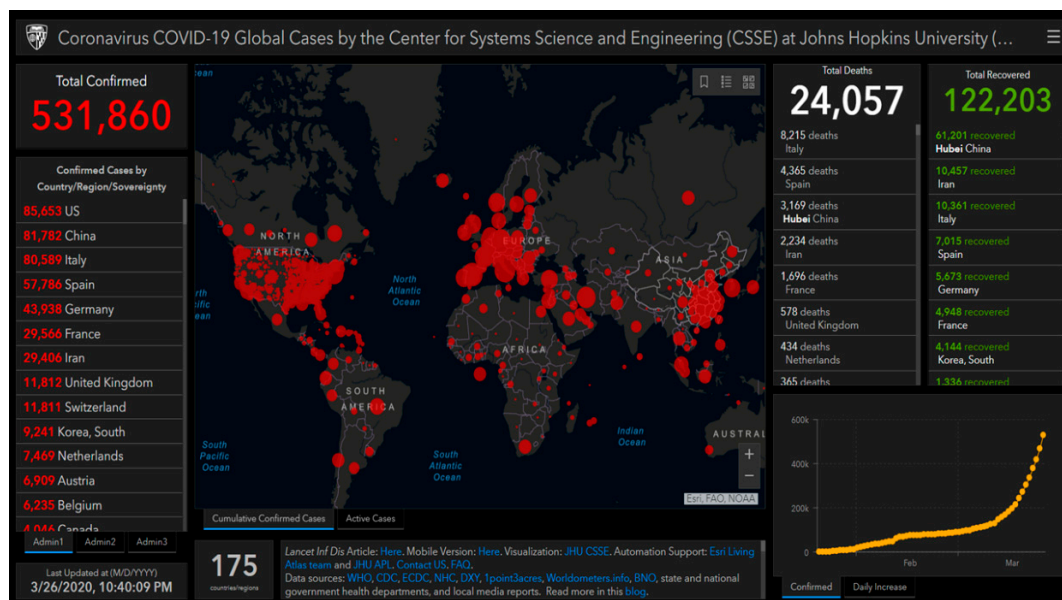 Coronavirus COVID-19 Global Cases by the Center for Systems Science and Engineering (CSSE) at Johns Hopkins University (...
Total Confirmed
531,860
Confirmed Cases by
Country/Region/Sovereignty
85,653 US
81,782 China
80,589 Italy
57,786 Spain
43,938 Germany
29,566 France
29,406 Iran
11,812 United Kingdom
11,811 Switzerland
9,241 Korea, South
7,469 Netherlands
6,909 Austria
6,235 Belgium
4,046 Canada
Admin1 Admin2 Admin3
Last Updated at (M/D/YYYY)
3/26/2020, 10:40:09 PM
Ocean
NORTH
AMERICA
North
Atlantic
Ocean
EUROPE
ASIA
AFRICA
SOUTH
AMERICA
South
Pacific
Ocean
South
Atlantic
Ocean
Indian
Ocean
AUSTRAL
+
−
Esri, FAO, NOAA
Cumulative Confirmed Cases Active Cases
175
countries/regions
Lancet Inf Dis Article: Here. Mobile Version: Here. Visualization: JHU CSSE. Automation Support: Esri Living
Atlas team and JHU APL. Contact US. FAQ.
Data sources: WHO, CDC, ECDC, NHC, DXY, 1point3acres, Worldometers.info, BNO, state and national
government health departments, and local media reports. Read more in this blog.
Total Deaths
24,057
8,215 deaths
Italy
4,365 deaths
Spain
3,169 deaths
Hubei China
2,234 deaths
Iran
1,696 deaths
France
578 deaths
United Kingdom
434 deaths
Netherlands
365 deaths
Total Recovered
122,203
61,201 recovered
Hubei China
10,457 recovered
Iran
10,361 recovered
Italy
7,015 recovered
Spain
5,673 recovered
Germany
4,948 recovered
France
4,144 recovered
Korea, South
1,336 recovered
600k
400k
200k
0
Feb Mar
Confirmed Daily Increase